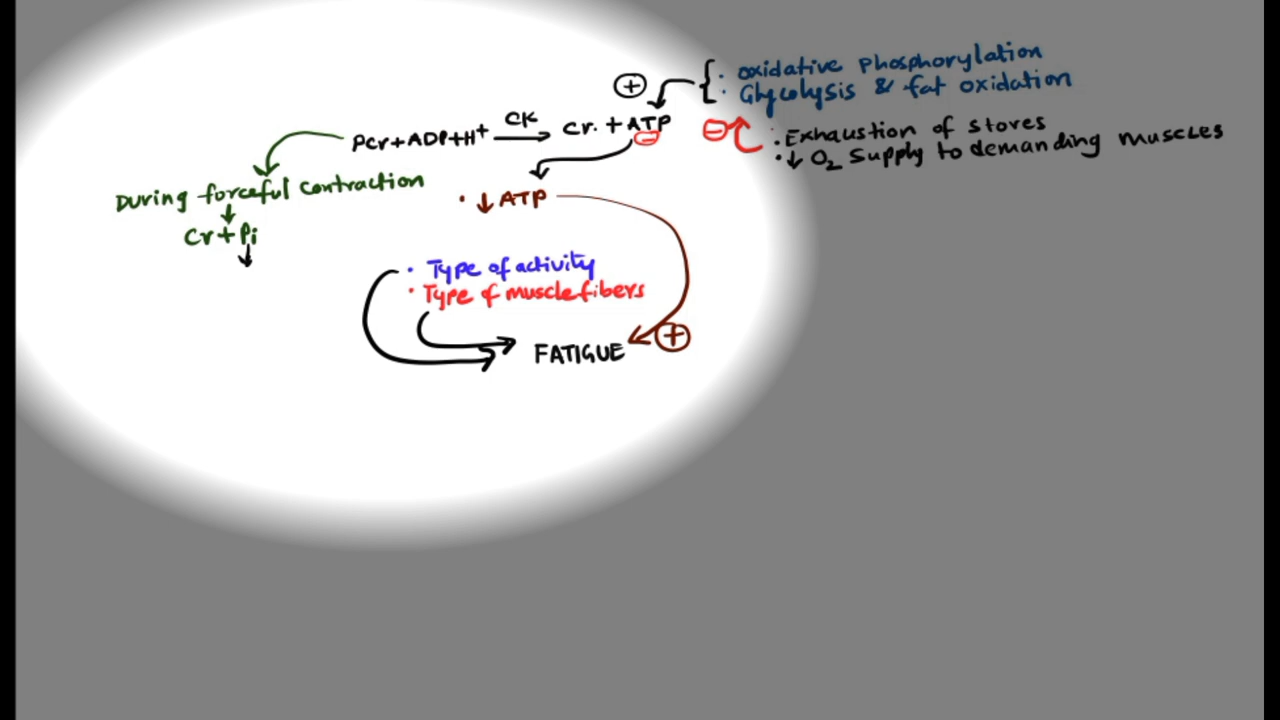 · oxidative phosphorylation
· Glycolysis & fat oxidation
+
PCr+ADP+H⁺ CK→ Cr. + ATP
−
−
· Exhaustion of stores
· ↓ O₂ supply to demanding muscles
During forceful contraction
↓
Cr + Pi
↓
· ↓ ATP
· Type of activity
· Type of muscle fibers
FATIGUE
+